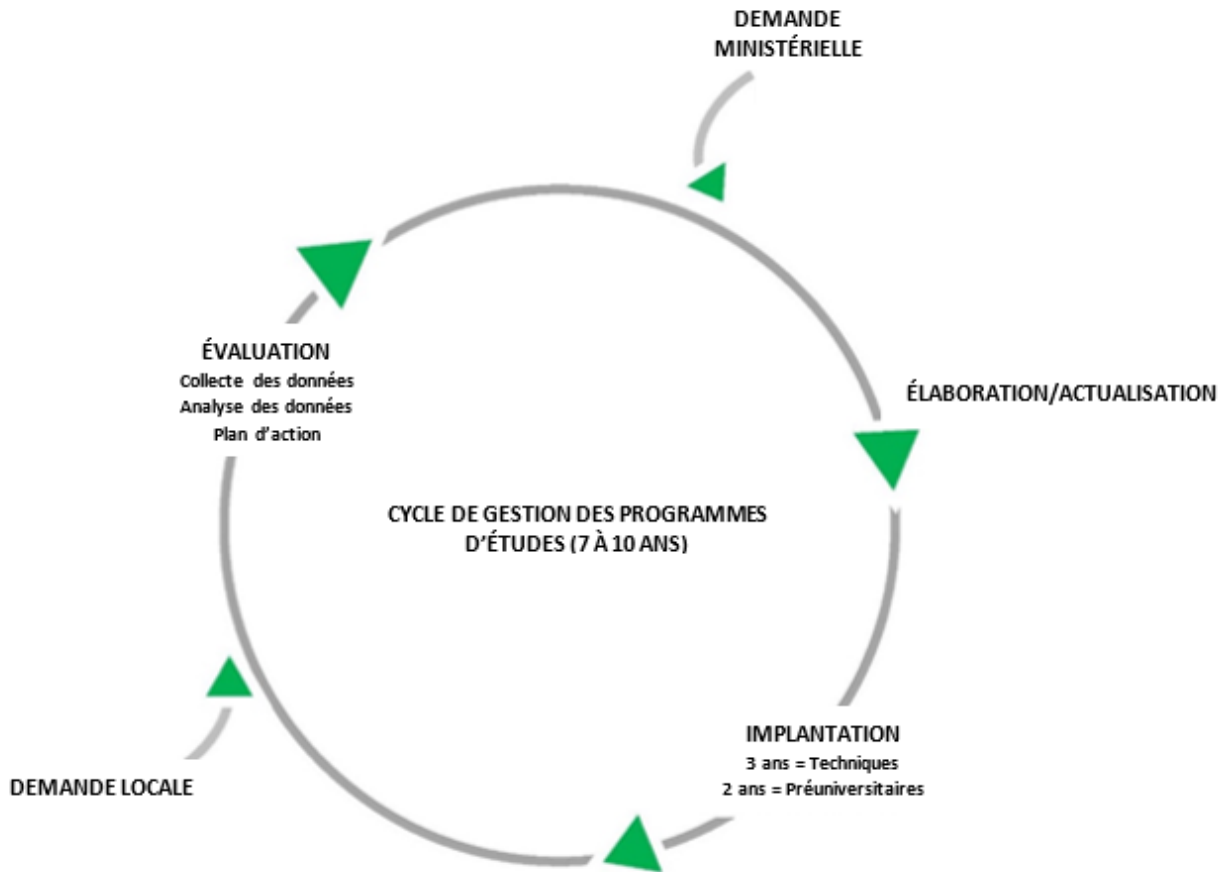 DEMANDE
MINISTÉRIELLE
ÉVALUATION
Collecte des données
Analyse des données
Plan d'action
ÉLABORATION/ACTUALISATION
CYCLE DE GESTION DES PROGRAMMES
D'ÉTUDES (7 À 10 ANS)
IMPLANTATION
3 ans = Techniques
2 ans = Préuniversitaires
DEMANDE LOCALE